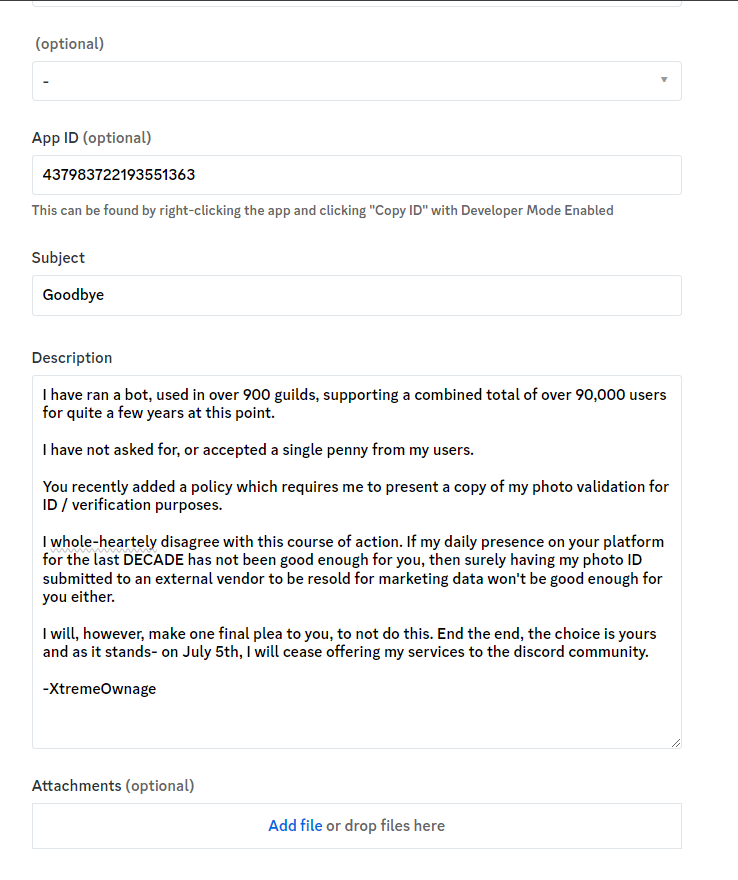 (optional)
-
App ID (optional)
437983722193551363
This can be found by right-clicking the app and clicking "Copy ID" with Developer Mode Enabled
Subject
Goodbye
Description
I have ran a bot, used in over 900 guilds, supporting a combined total of over 90,000 users
for quite a few years at this point.
I have not asked for, or accepted a single penny from my users.
You recently added a policy which requires me to present a copy of my photo validation for
ID / verification purposes.
I whole-heartely disagree with this course of action. If my daily presence on your platform
for the last DECADE has not been good enough for you, then surely having my photo ID
submitted to an external vendor to be resold for marketing data won't be good enough for
you either.
I will, however, make one final plea to you, to not do this. End the end, the choice is yours
and as it stands- on July 5th, I will cease offering my services to the discord community.
-XtremeOwnage
Attachments (optional)
Add file or drop files here